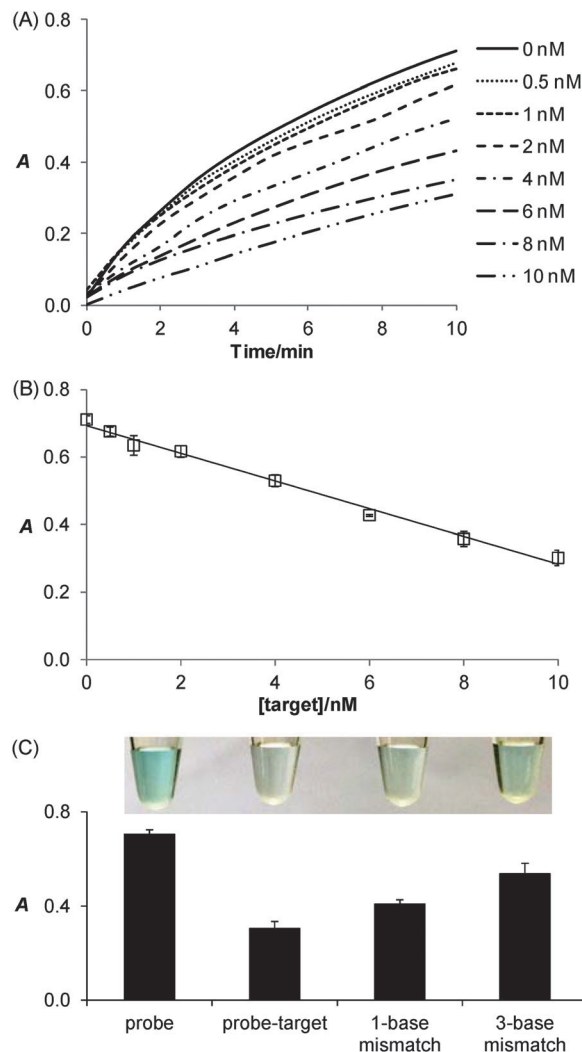 (A)
0.8
0.6
0.4
0.2
0.0
A
0 2 4 6 8 10
Time/min
0 nM
0.5 nM
1 nM
2 nM
4 nM
6 nM
8 nM
10 nM
(B)
0.8
0.6
0.4
0.2
0.0
A
0 2 4 6 8 10
[target]/nM
(C)
0.8
0.4
0.0
A
probe probe-target 1-base mismatch 3-base mismatch